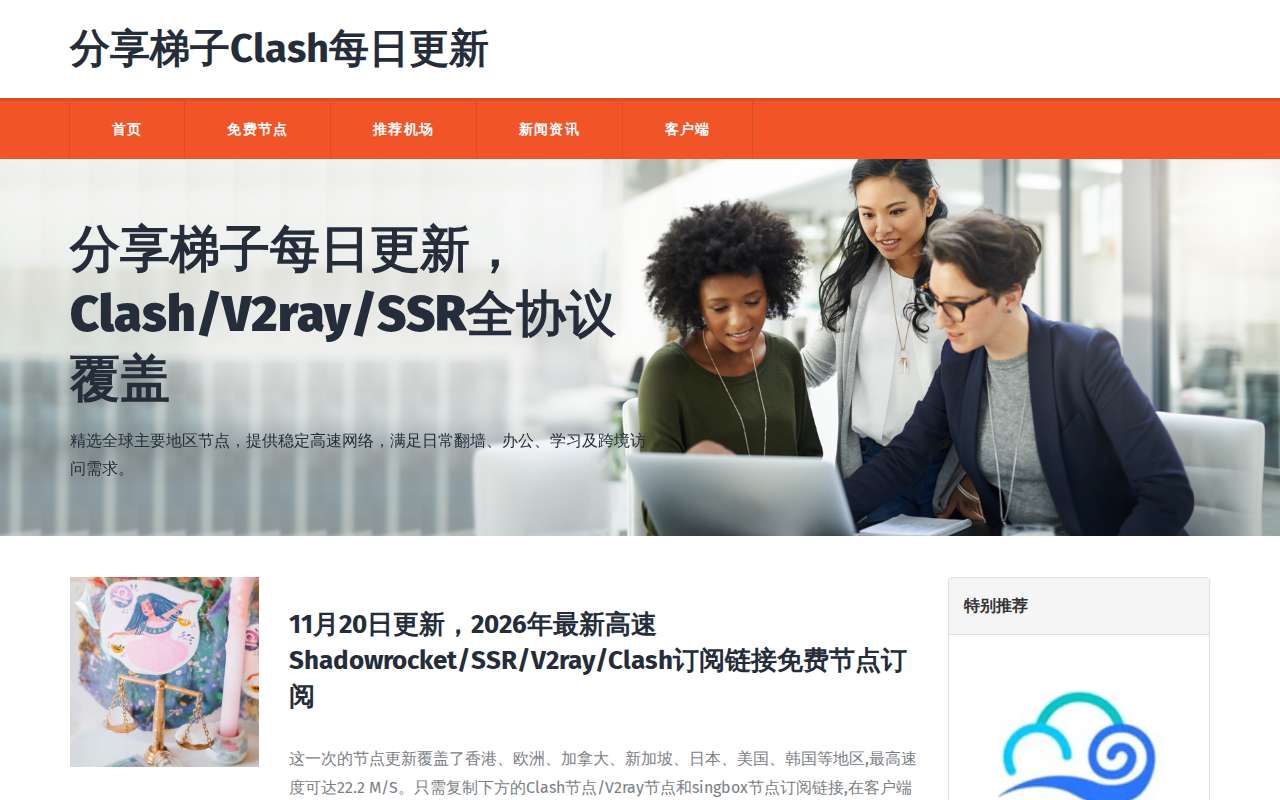 分享梯子Clash每日更新
首页
免费节点
推荐机场
新闻资讯
客户端
分享梯子每日更新，
Clash/V2ray/SSR全协议
覆盖
精选全球主要地区节点，提供稳定高速网络，满足日常翻墙、办公、学习及跨境访
问需求。
11月20日更新，2026年最新高速
Shadowrocket/SSR/V2ray/Clash订阅链接免费节点订
阅
这一次的节点更新覆盖了香港、欧洲、加拿大、新加坡、日本、美国、韩国等地区,最高速
度可达22.2 M/S。只需复制下方的Clash节点/V2ray节点和singbox节点订阅链接,在客户端
特别推荐